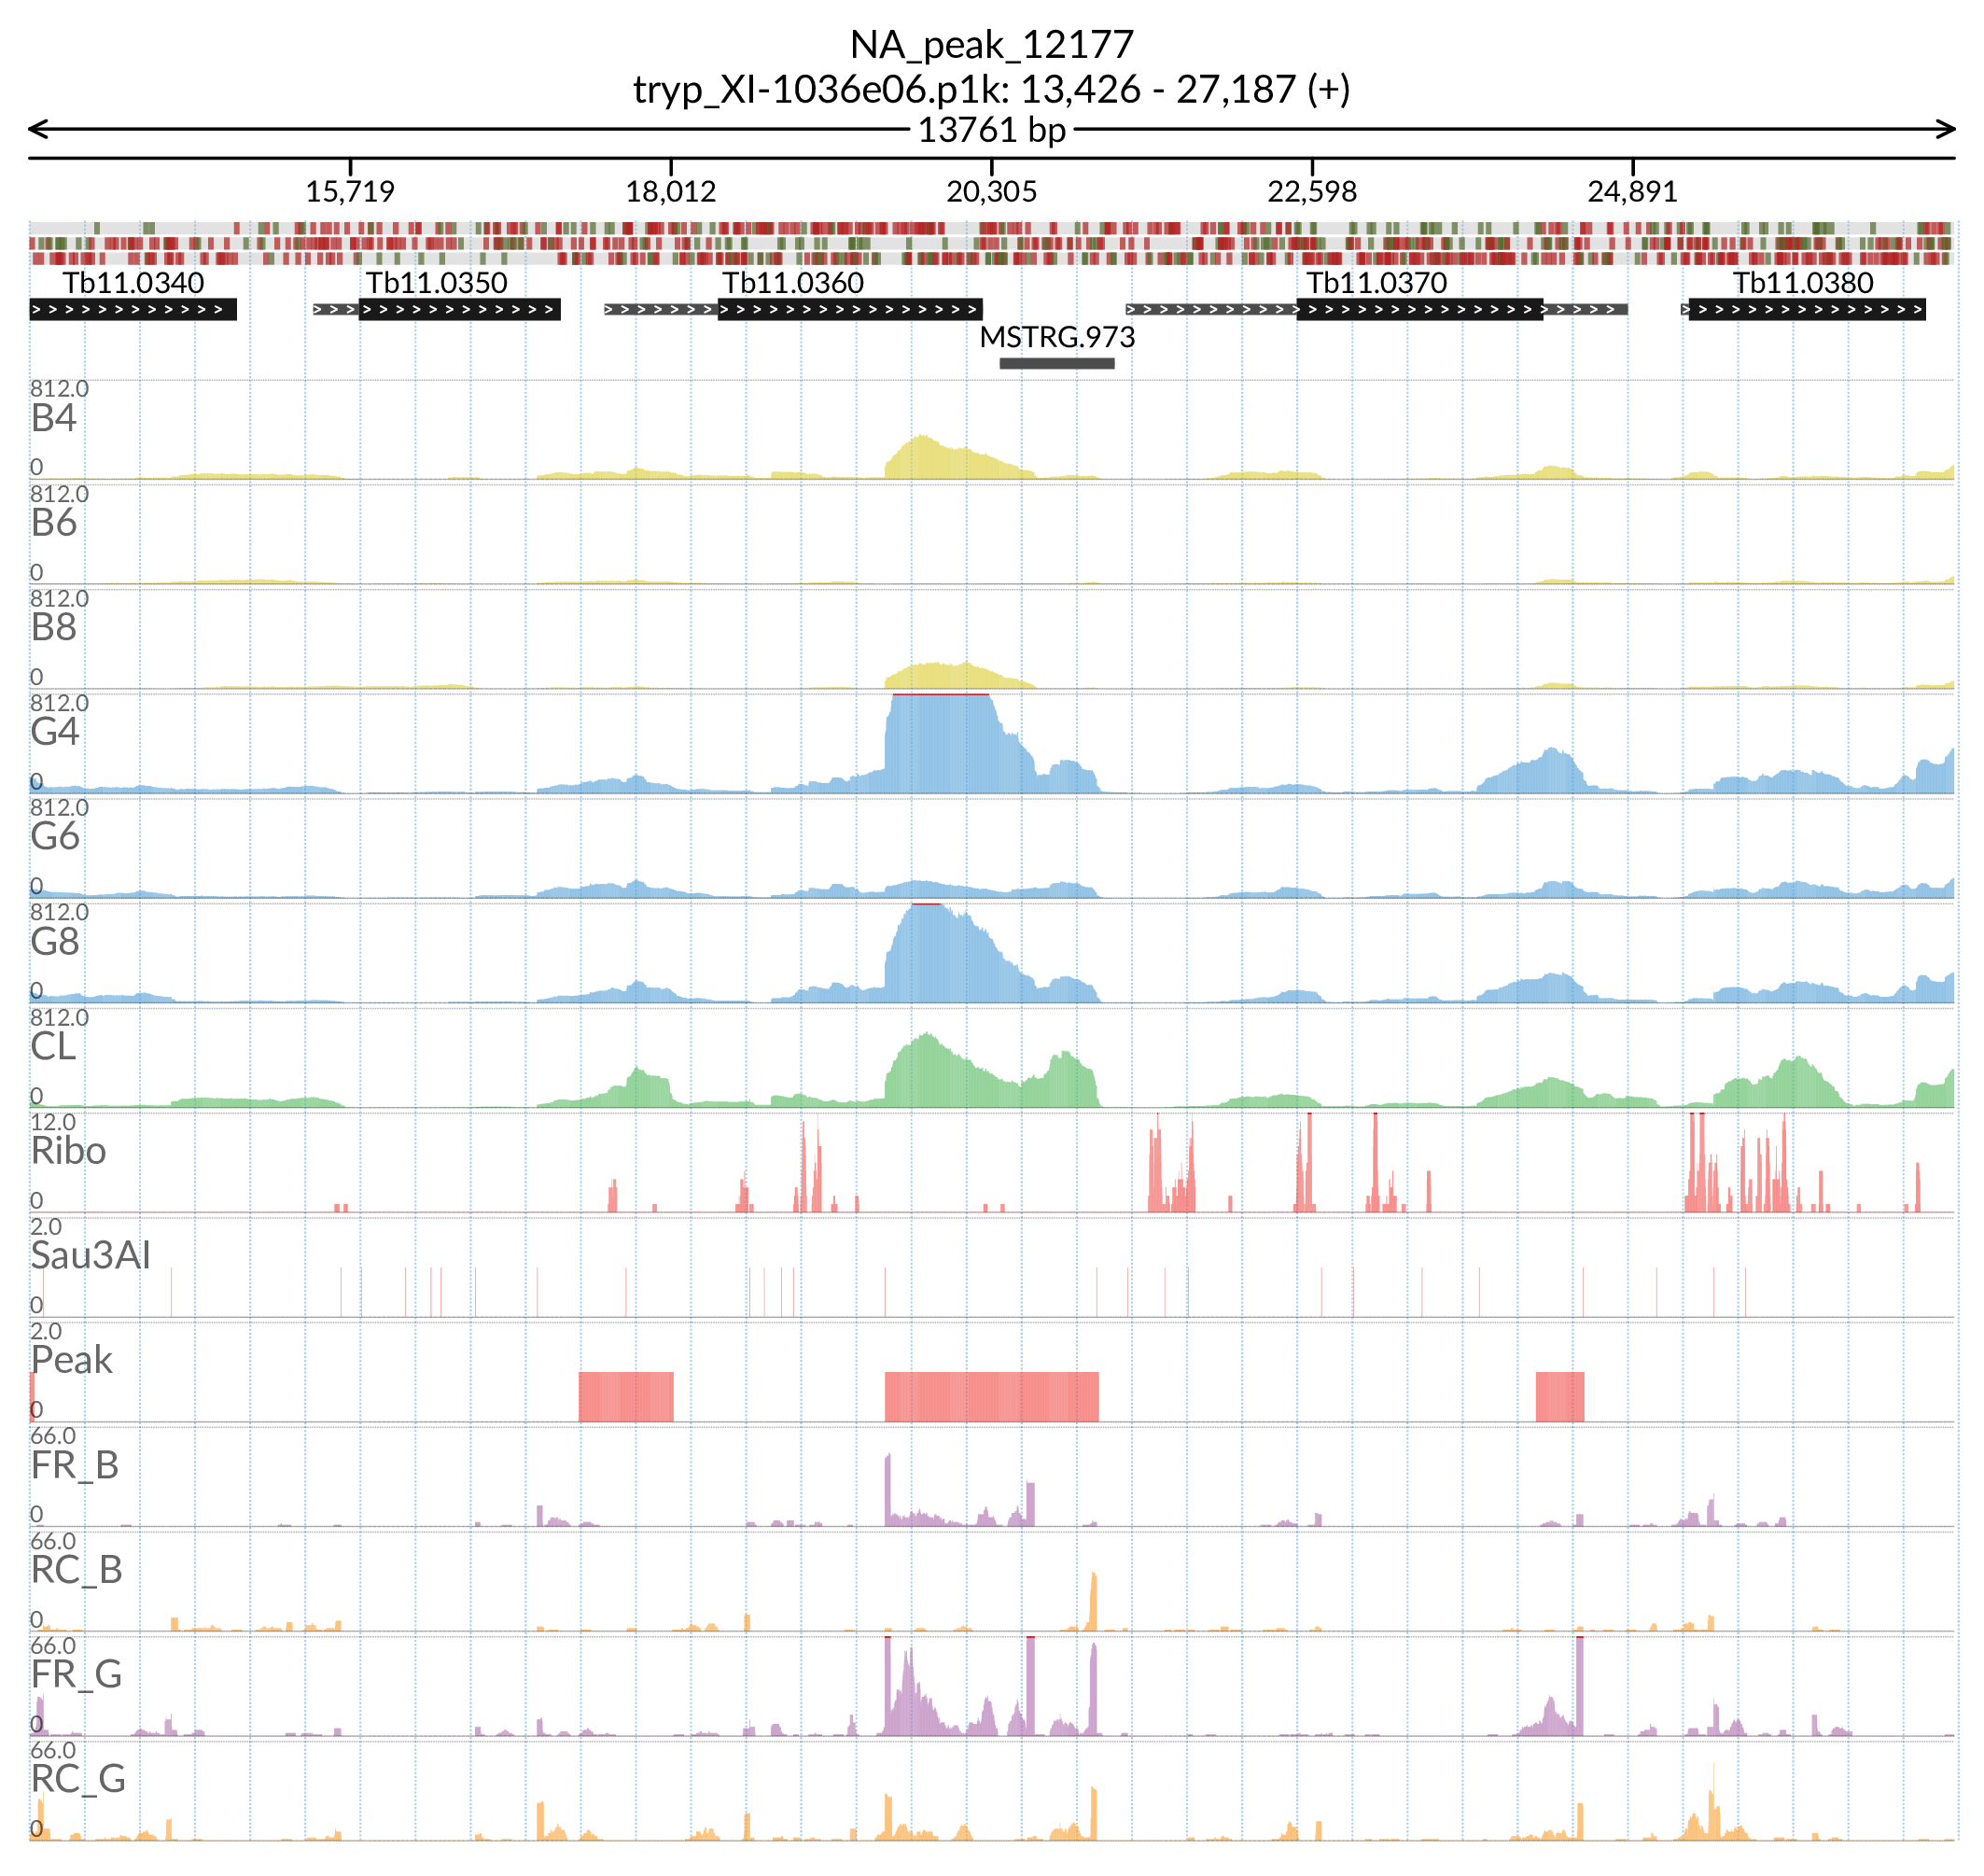 NA_peak_12177
tryp_XI-1036e06.p1k: 13,426 - 27,187 (+)
13761 bp
15,719 18,012 20,305 22,598 24,891
Tb11.0340 Tb11.0350 Tb11.0360 Tb11.0370 Tb11.0380
MSTRG.973
812.0
B4
0
812.0
B6
0
812.0
B8
0
812.0
G4
0
812.0
G6
0
812.0
G8
0
812.0
CL
0
12.0
Ribo
0
2.0
Sau3AI
0
2.0
Peak
0
66.0
FR_B
0
66.0
RC_B
0
66.0
FR_G
0
66.0
RC_G
0